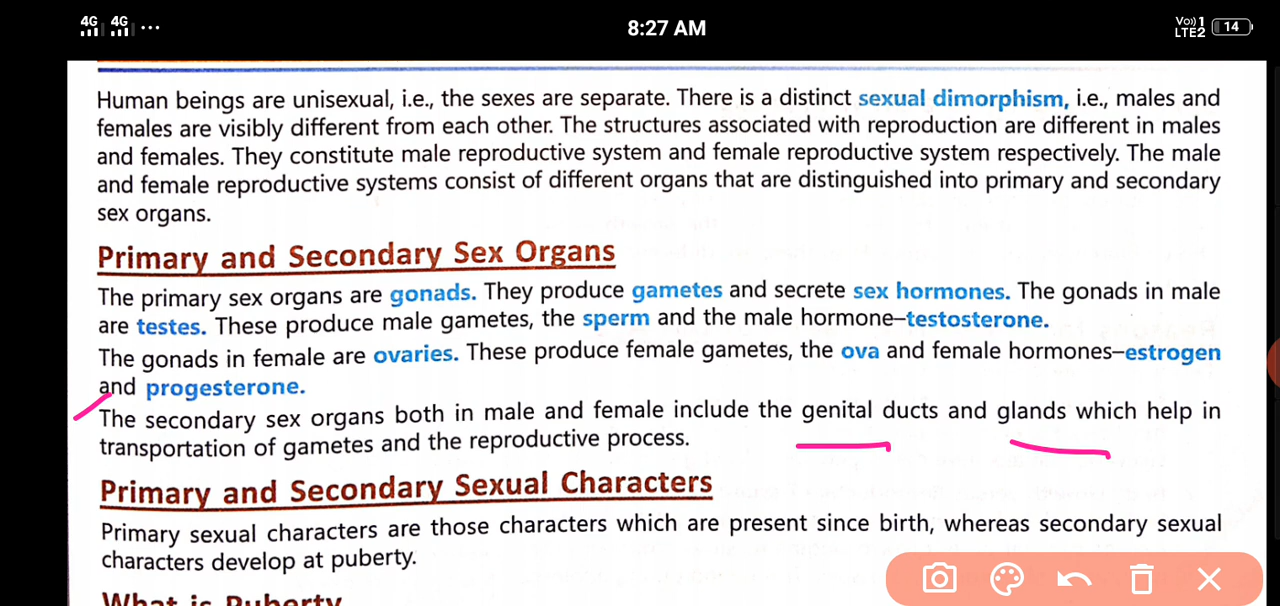 4G 4G ...
8:27 AM
Vo)) 1
LTE2
14
Human beings are unisexual, i.e., the sexes are separate. There is a distinct sexual dimorphism, i.e., males and
females are visibly different from each other. The structures associated with reproduction are different in males
and females. They constitute male reproductive system and female reproductive system respectively. The male
and female reproductive systems consist of different organs that are distinguished into primary and secondary
sex organs.
Primary and Secondary Sex Organs
The primary sex organs are gonads. They produce gametes and secrete sex hormones. The gonads in male
are testes. These produce male gametes, the sperm and the male hormone–testosterone.
The gonads in female are ovaries. These produce female gametes, the ova and female hormones–estrogen
and progesterone.
The secondary sex organs both in male and female include the genital ducts and glands which help in
transportation of gametes and the reproductive process.
Primary and Secondary Sexual Characters
Primary sexual characters are those characters which are present since birth, whereas secondary sexual
characters develop at puberty.
What is Puberty